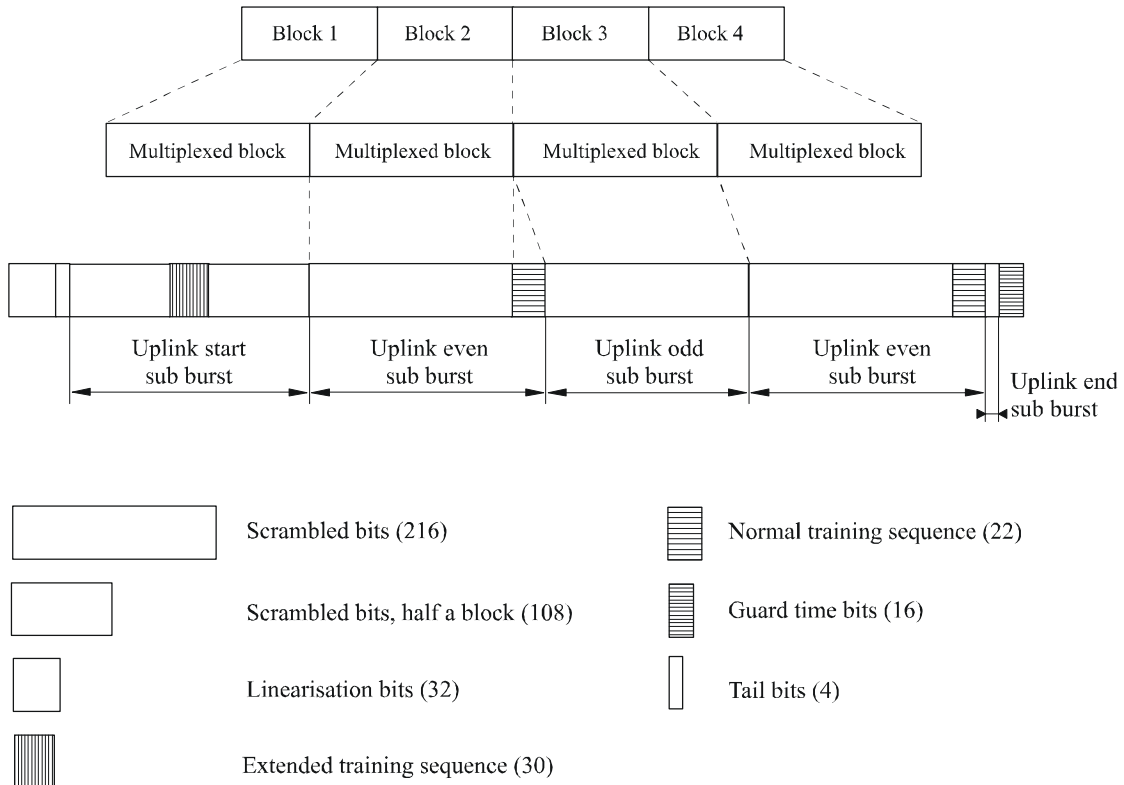 Block 1
Block 2
Block 3
Block 4
Multiplexed block
Multiplexed block
Multiplexed block
Multiplexed block
Uplink start
sub burst
Uplink even
sub burst
Uplink odd
sub burst
Uplink even
sub burst
Uplink end
sub burst
Scrambled bits (216)
Scrambled bits, half a block (108)
Linearisation bits (32)
Extended training sequence (30)
Normal training sequence (22)
Guard time bits (16)
Tail bits (4)